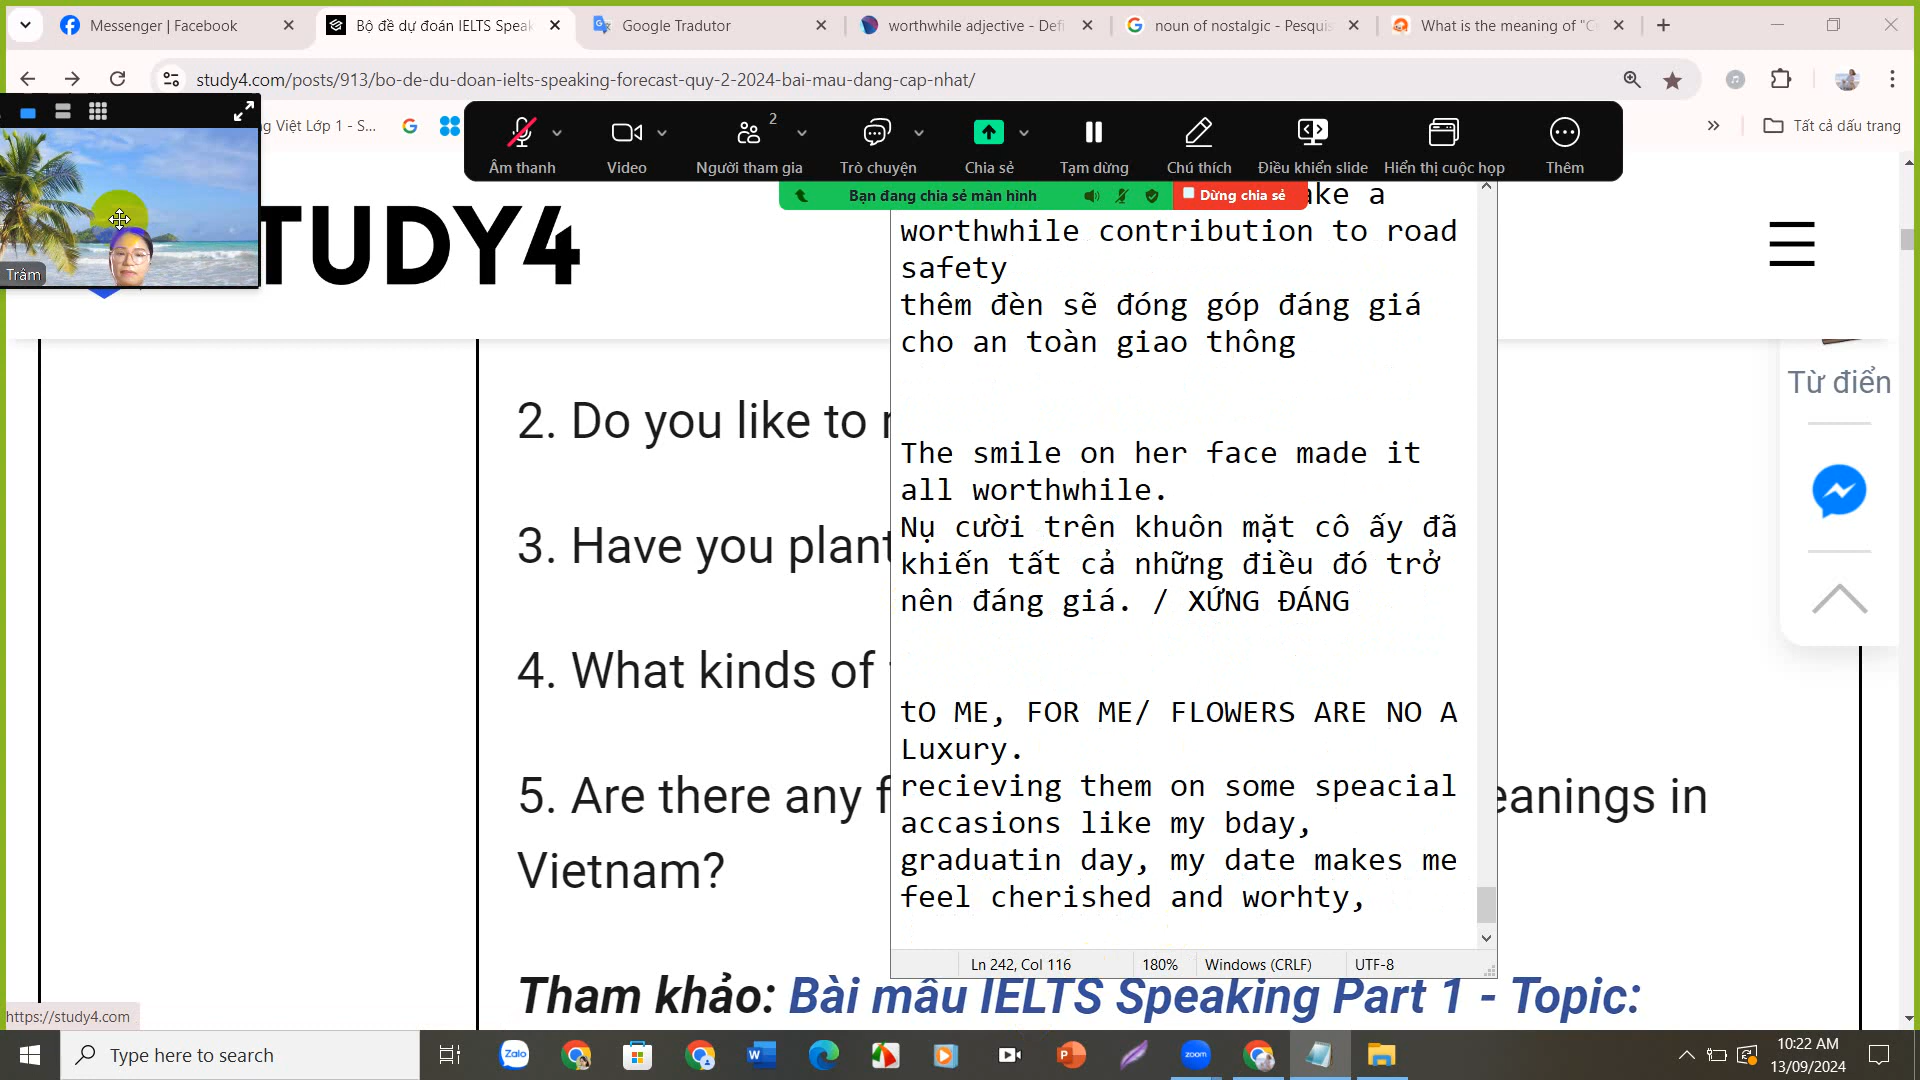 Messenger | Facebook
Bộ đề dự đoán IELTS Speak
Google Tradutor
worthwhile adjective - Defi
noun of nostalgic - Pesquis
What is the meaning of "G
study4.com/posts/913/bo-de-du-doan-ielts-speaking-forecast-quy-2-2024-bai-mau-dang-cap-nhat/
ng Việt Lớp 1 - S...
Tất cả dấu trang
2
Âm thanh
Video
Người tham gia
Trò chuyện
Chia sẻ
Tạm dừng
Chú thích
Điều khiển slide
Hiển thị cuộc họp
Thêm
Bạn đang chia sẻ màn hình
Dừng chia sẻ
Trâm
TUDY4
ake a
worthwhile contribution to road
safety
thêm đèn sẽ đóng góp đáng giá
cho an toàn giao thông
The smile on her face made it
all worthwhile.
Nụ cười trên khuôn mặt cô ấy đã
khiến tất cả những điều đó trở
nên đáng giá. / XỨNG ĐÁNG
tO ME, FOR ME/ FLOWERS ARE NO A
Luxury.
recieving them on some speacial
accasions like my bday,
graduatin day, my date makes me
feel cherished and worhty,
Ln 242, Col 116
180%
Windows (CRLF)
UTF-8
2. Do you like to
3. Have you plant
4. What kinds of
5. Are there any f
eanings in
Vietnam?
Tham khảo: Bài mẫu IELTS Speaking Part 1 - Topic:
Từ điển
https://study4.com
Type here to search
Zalo
zoom
10:22 AM
13/09/2024